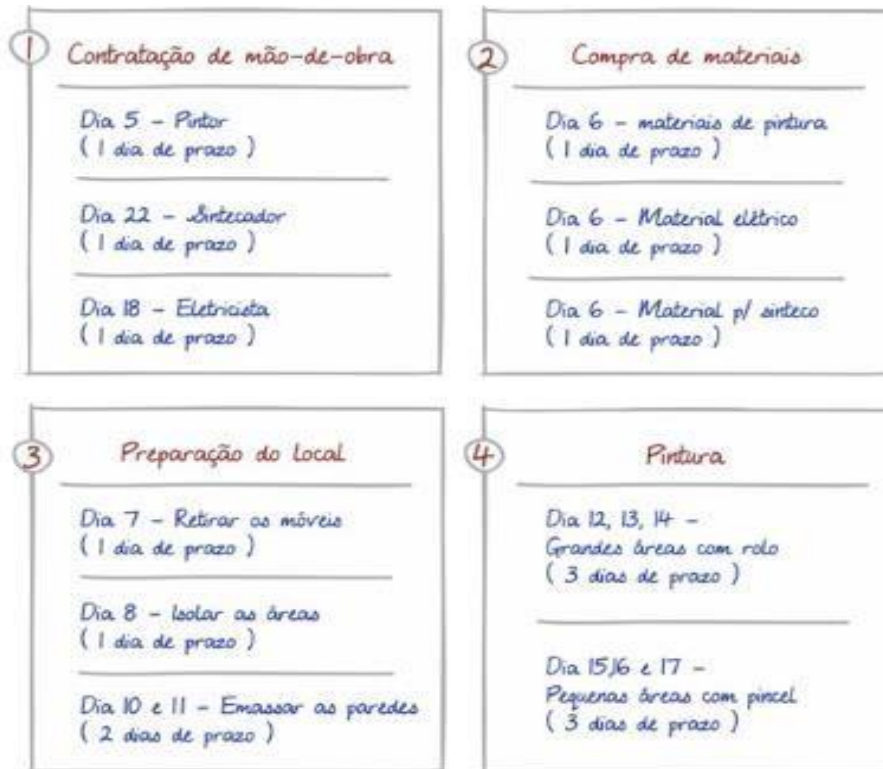 1
Contratação de mão-de-obra
Dia 5 - Pintor
( 1 dia de prazo )
Dia 22 - Sintecador
( 1 dia de prazo )
Dia 18 - Eletricista
( 1 dia de prazo )
2
Compra de materiais
Dia 6 - materiais de pintura
( 1 dia de prazo )
Dia 6 - Material elétrico
( 1 dia de prazo )
Dia 6 - Material p/ sinteco
( 1 dia de prazo )
3
Preparação do local
Dia 7 - Retirar os móveis
( 1 dia de prazo )
Dia 8 - Isolar as áreas
( 1 dia de prazo )
Dia 10 e 11 - Emassar as paredes
( 2 dias de prazo )
4
Pintura
Dia 12, 13, 14 -
Grandes áreas com rolo
( 3 dias de prazo )
Dia 15,16 e 17 -
Pequenas áreas com pincel
( 3 dias de prazo )